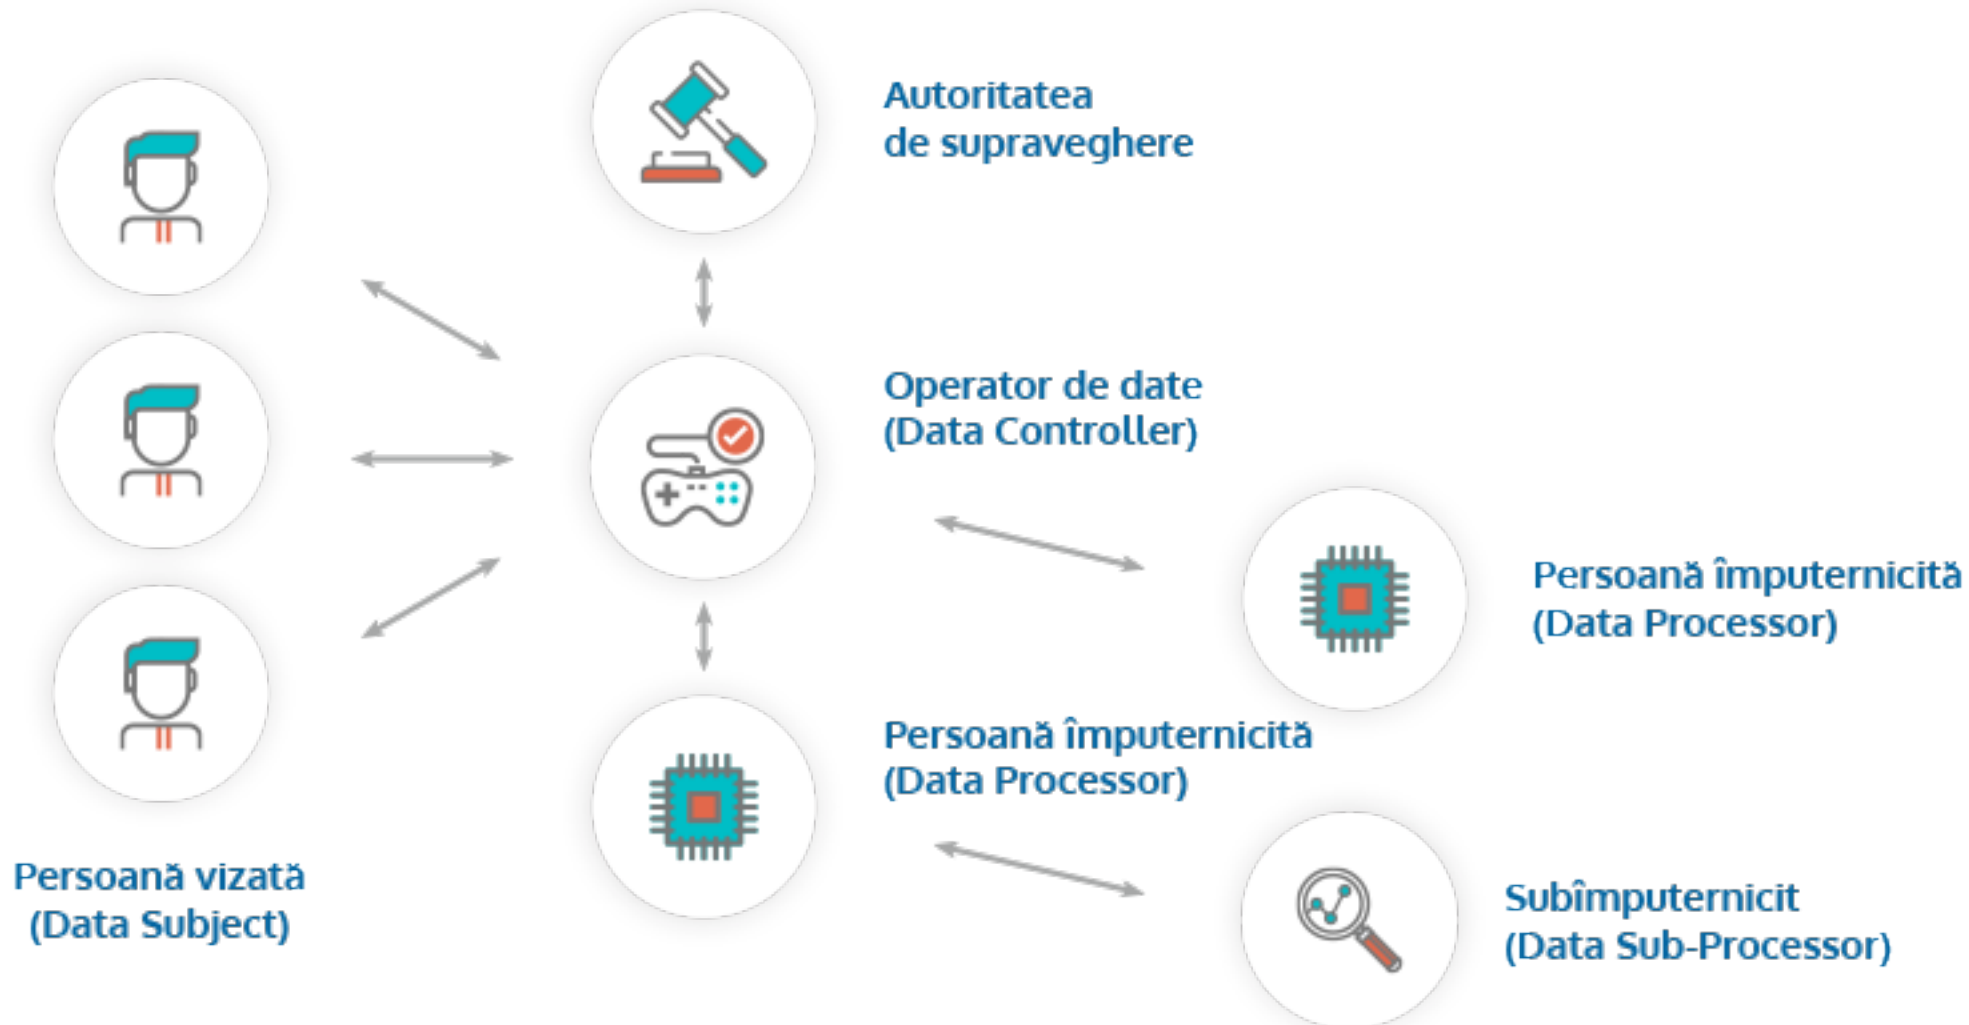 Autoritatea
de supraveghere
Operator de date
(Data Controller)
Persoană împuternicită
(Data Processor)
Persoană împuternicită
(Data Processor)
Persoană vizată
(Data Subject)
Subîmputernicit
(Data Sub-Processor)